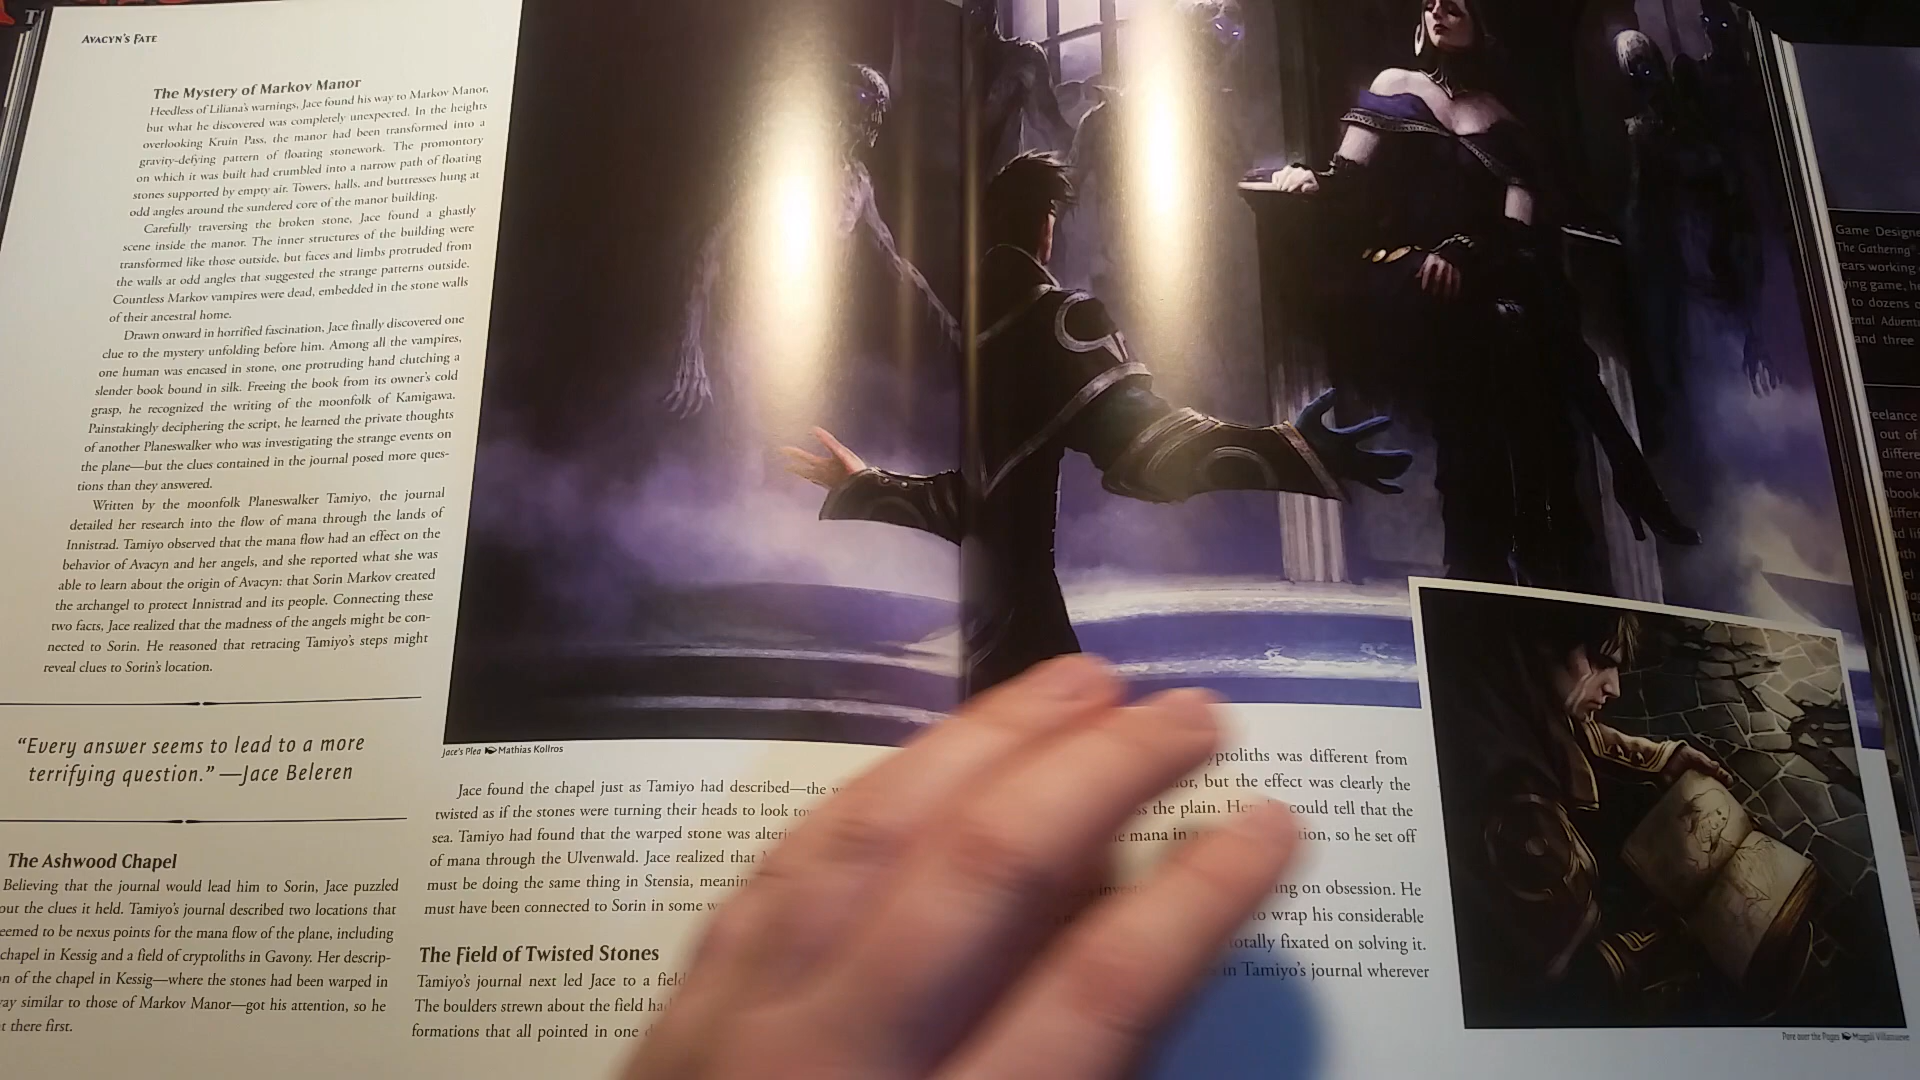 AVACYN'S FATE
The Mystery of Markov Manor
Heedless of Liliana's warnings, Jace found his way to Markov Manor,
but what he discovered was completely unexpected. In the heights
overlooking Kruin Pass, the manor had been transformed into a
gravity-defying pattern of floating stonework. The promontory
on which it was built had crumbled into a narrow path of floating
stones supported by empty air. Towers, halls, and buttresses hung at
odd angles around the sundered core of the manor building.
Carefully traversing the broken stone, Jace found a ghastly
scene inside the manor. The inner structures of the building were
transformed like those outside, but faces and limbs protruded from
the walls at odd angles that suggested the strange patterns outside.
Countless Markov vampires were dead, embedded in the stone walls
of their ancestral home.
Drawn onward in horrified fascination, Jace finally discovered one
clue to the mystery unfolding before him. Among all the vampires,
one human was encased in stone, one protruding hand clutching a
slender book bound in silk. Freeing the book from its owner's cold
grasp, he recognized the writing of the moonfolk of Kamigawa.
Painstakingly deciphering the script, he learned the private thoughts
of another Planeswalker who was investigating the strange events on
the plane—but the clues contained in the journal posed more ques-
tions than they answered.
Written by the moonfolk Planeswalker Tamiyo, the journal
detailed her research into the flow of mana through the lands of
Innistrad. Tamiyo observed that the mana flow had an effect on the
behavior of Avacyn and her angels, and she reported what she was
able to learn about the origin of Avacyn: that Sorin Markov created
the archangel to protect Innistrad and its people. Connecting these
two facts, Jace realized that the madness of the angels might be con-
nected to Sorin. He reasoned that retracing Tamiyo's steps might
reveal clues to Sorin's location.
"Every answer seems to lead to a more
terrifying question." —Jace Beleren
The Ashwood Chapel
Believing that the journal would lead him to Sorin, Jace puzzled
out the clues it held. Tamiyo's journal described two locations that
eemed to be nexus points for the mana flow of the plane, including
chapel in Kessig and a field of cryptoliths in Gavony. Her descrip-
n of the chapel in Kessig—where the stones had been warped in
ay similar to those of Markov Manor—got his attention, so he
t there first.
Jace's Plea Mathias Kollros
Jace found the chapel just as Tamiyo had described—the
twisted as if the stones were turning their heads to look
sea. Tamiyo had found that the warped stone was
of mana through the Ulvenwald. Jace realized that
must be doing the same thing in Stensia,
must have been connected to Sorin in some
The Field of Twisted Stones
Tamiyo's journal next led Jace to a field
The boulders strewn about the field
formations that all pointed in one
yptoliths was different from
or, but the effect was clearly the
the plain. could tell that the
mana in so he set off
ing on obsession. He
to wrap his considerable
totally fixated on solving it.
in Tamiyo's journal wherever
Pore over the Pages Magali Villeneuve
Game Designe
The Gathering
ears working
ying game, he
to dozens
ental Advent
and three
eelance
out of
differe
me on